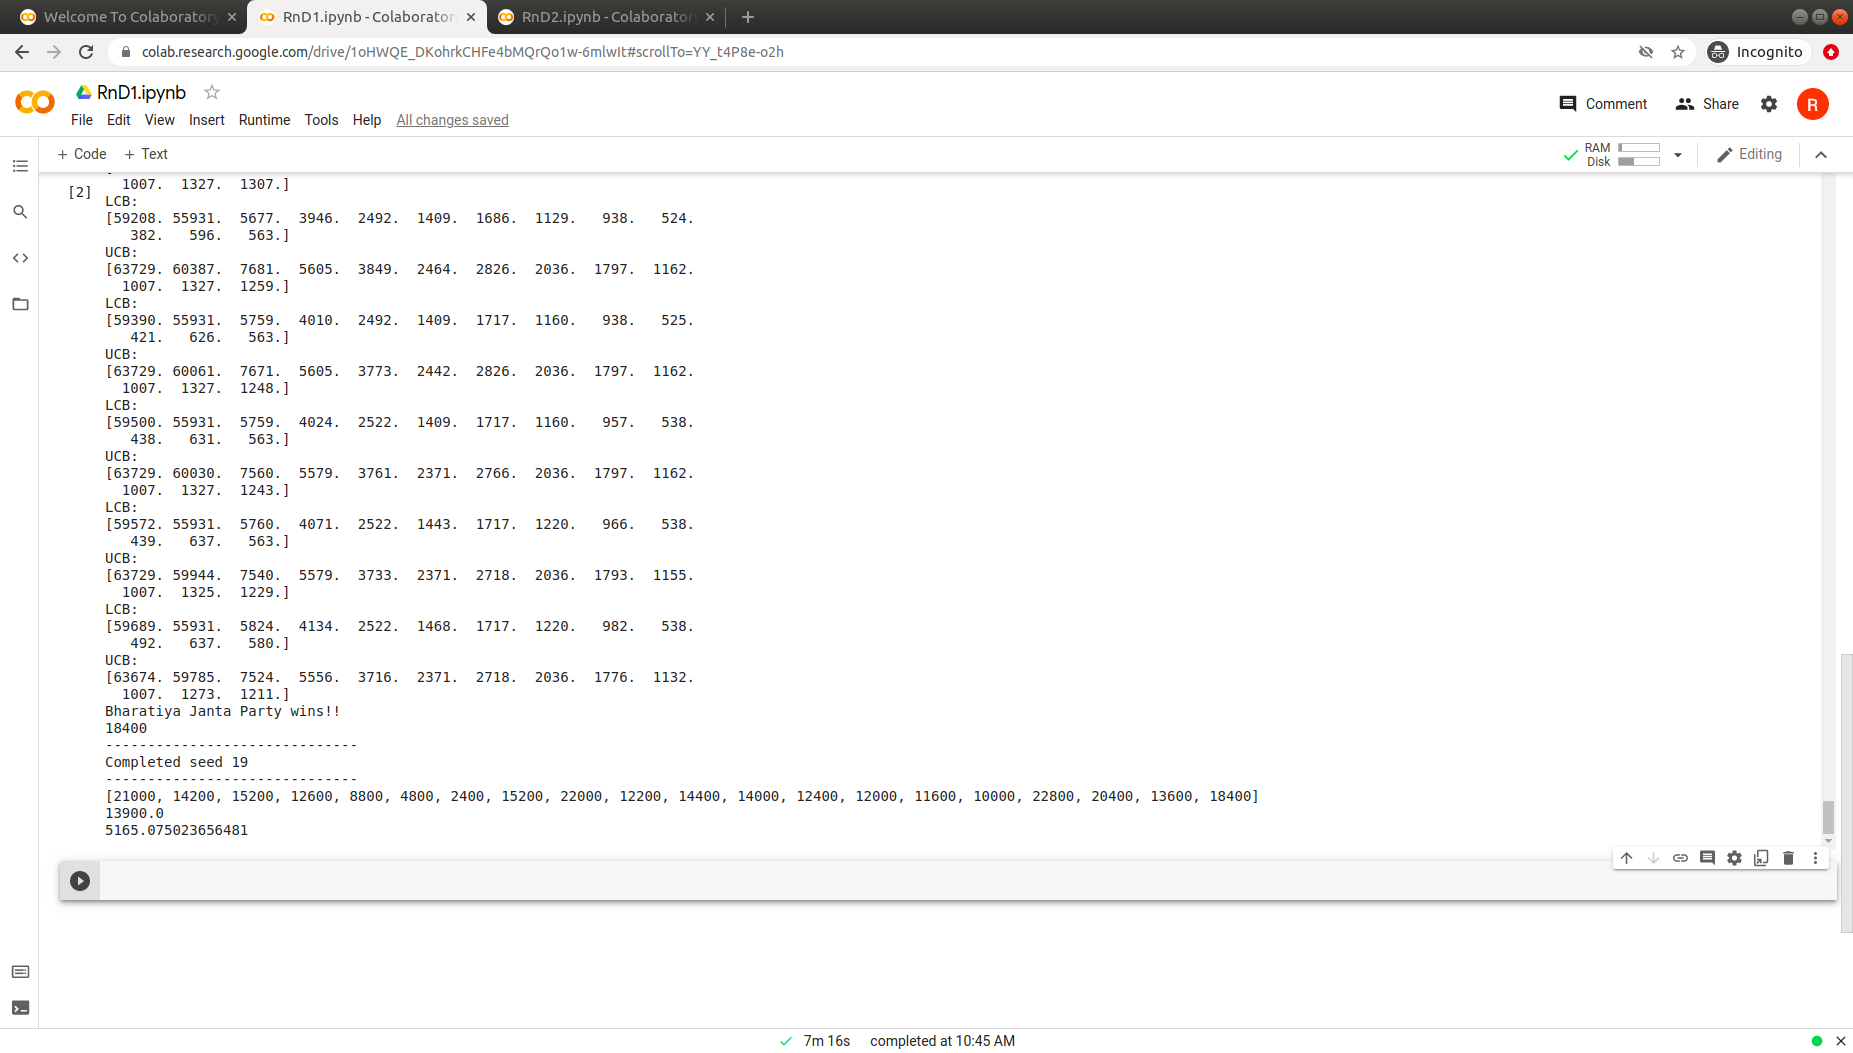 Welcome To Colaboratory
RnD1.ipynb - Colaboratory
RnD2.ipynb - Colaborator
colab.research.google.com/drive/1oHWQE_DKohrkCHFe4bMQrQo1w-6mlwIt#scrollTo=YY_t4P8e-o2h
Incognito
RnD1.ipynb
Comment
Share
R
File Edit View Insert Runtime Tools Help All changes saved
+ Code + Text
RAM
Disk
Editing
[2]
1007. 1327. 1307.]
LCB:
[59208. 55931. 5677. 3946. 2492. 1409. 1686. 1129. 938. 524.
382. 596. 563.]
UCB:
[63729. 60387. 7681. 5605. 3849. 2464. 2826. 2036. 1797. 1162.
1007. 1327. 1259.]
LCB:
[59390. 55931. 5759. 4010. 2492. 1409. 1717. 1160. 938. 525.
421. 626. 563.]
UCB:
[63729. 60061. 7671. 5605. 3773. 2442. 2826. 2036. 1797. 1162.
1007. 1327. 1248.]
LCB:
[59500. 55931. 5759. 4024. 2522. 1409. 1717. 1160. 957. 538.
438. 631. 563.]
UCB:
[63729. 60030. 7560. 5579. 3761. 2371. 2766. 2036. 1797. 1162.
1007. 1327. 1243.]
LCB:
[59572. 55931. 5760. 4071. 2522. 1443. 1717. 1220. 966. 538.
439. 637. 563.]
UCB:
[63729. 59944. 7540. 5579. 3733. 2371. 2718. 2036. 1793. 1155.
1007. 1325. 1229.]
LCB:
[59689. 55931. 5824. 4134. 2522. 1468. 1717. 1220. 982. 538.
492. 637. 580.]
UCB:
[63674. 59785. 7524. 5556. 3716. 2371. 2718. 2036. 1776. 1132.
1007. 1273. 1211.]
Bharatiya Janta Party wins!!
18400
------------------------------
Completed seed 19
------------------------------
[21000, 14200, 15200, 12600, 8800, 4800, 2400, 15200, 22000, 12200, 14400, 14000, 12400, 12000, 11600, 10000, 22800, 20400, 13600, 18400]
13900.0
5165.075023656481
7m 16s completed at 10:45 AM